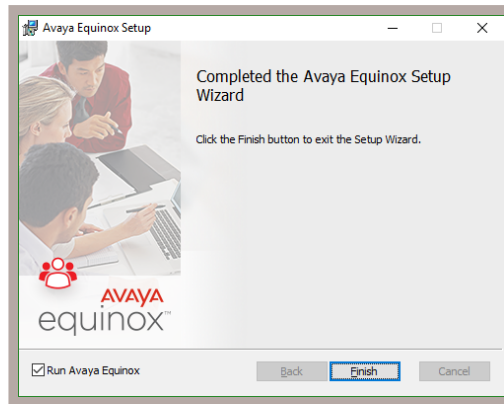 Avaya Equinox Setup
Completed the Avaya Equinox Setup
Wizard
Click the Finish button to exit the Setup Wizard.
AVAYA
equinox™
Run Avaya Equinox
Back
Finish
Cancel